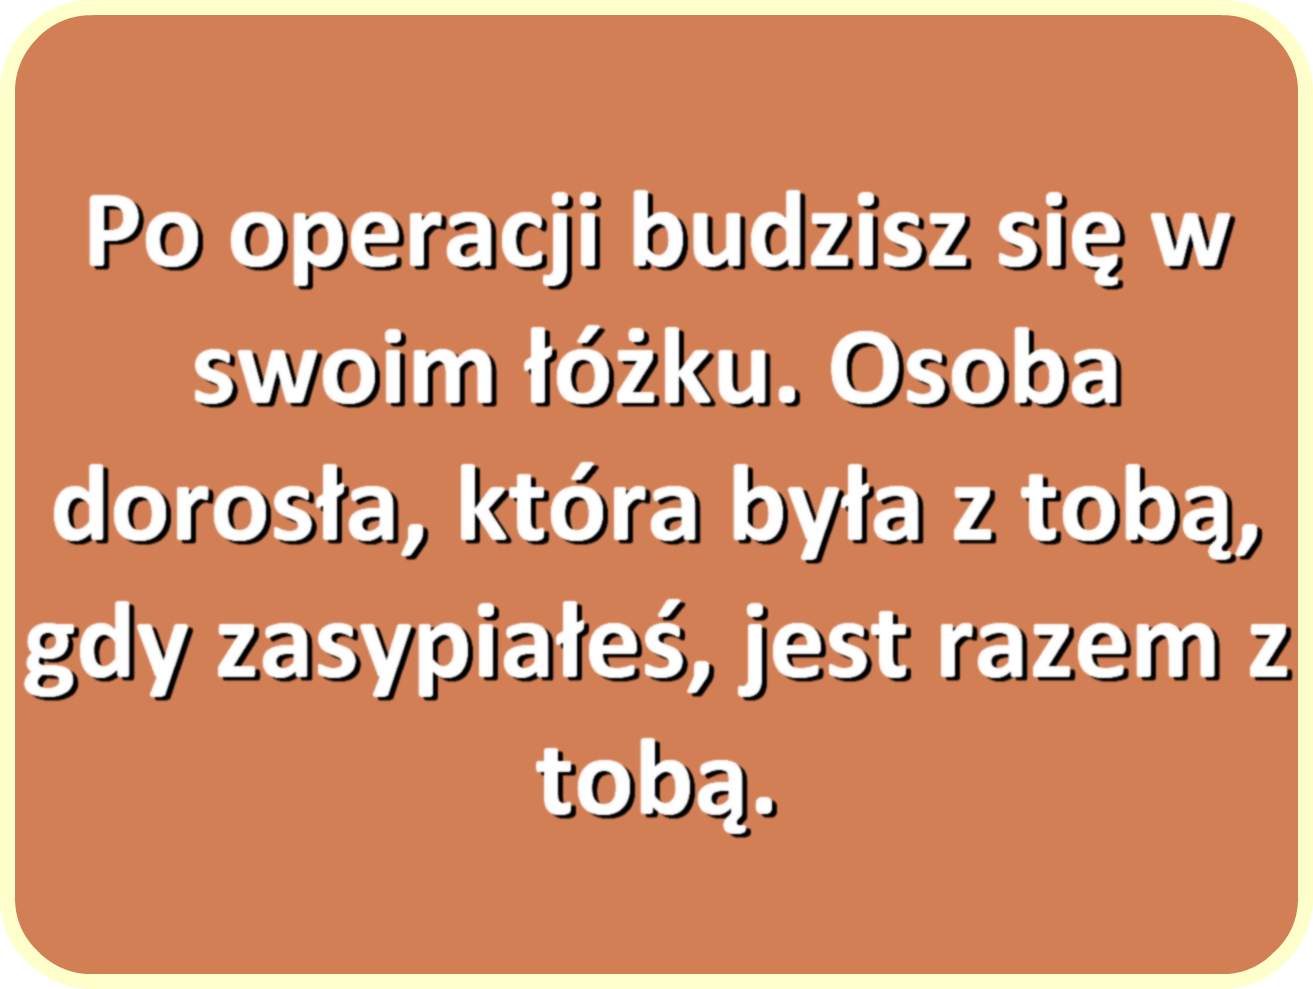 Po operacji budzisz się w
swoim łóżku. Osoba
dorosła, która była z tobą,
gdy zasypiałeś, jest razem z
tobą.